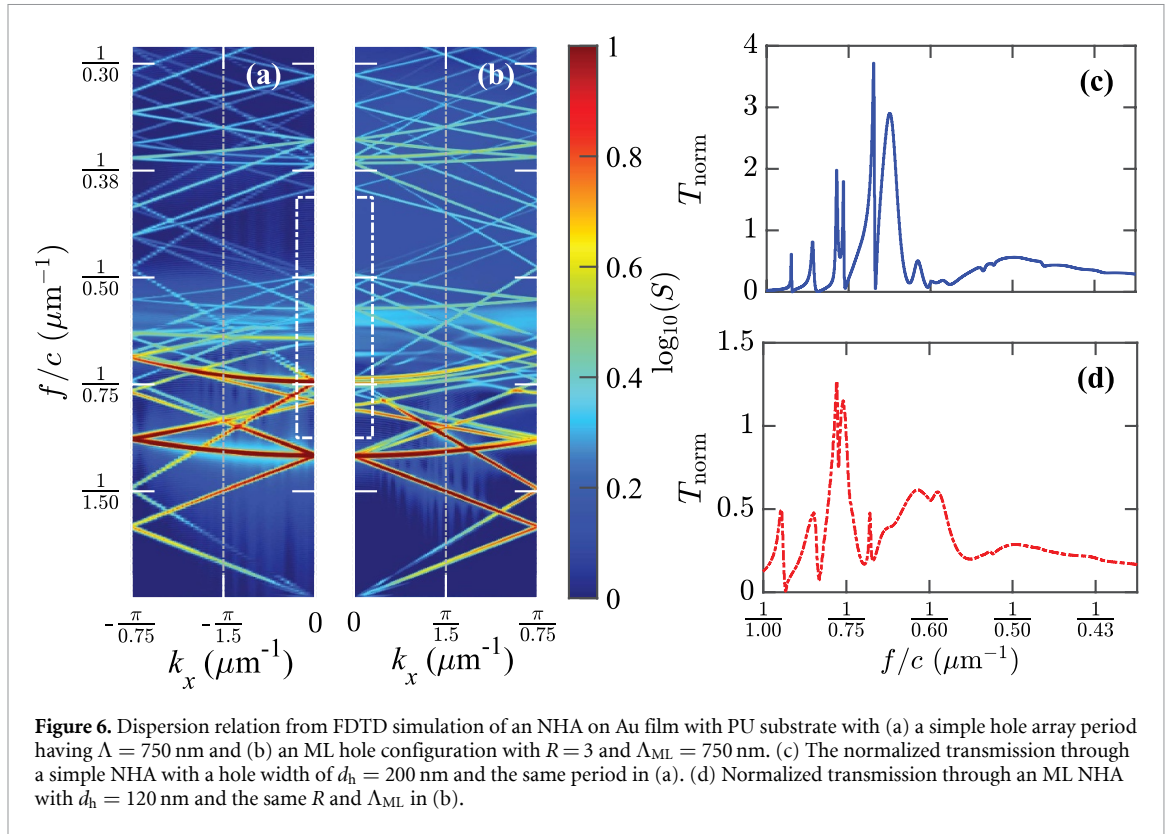 (a)
(b)
(c)
(d)
f/c (μm⁻¹)
1/0.30
1/0.38
1/0.50
1/0.75
1/1.50
-π/0.75
-π/1.5
0
0
π/1.5
π/0.75
k_x (μm⁻¹)
k_x (μm⁻¹)
1
0.8
0.6
0.4
0.2
0
log₁₀(S)
T_norm
4
3
2
1
0
T_norm
1.5
1
0.5
0
1/1.00
1/0.75
1/0.60
1/0.50
1/0.43
f/c (μm⁻¹)
Figure 6. Dispersion relation from FDTD simulation of an NHA on Au film with PU substrate with (a) a simple hole array period
having Λ = 750 nm and (b) an ML hole configuration with R = 3 and Λ_ML = 750 nm. (c) The normalized transmission through
a simple NHA with a hole width of d_h = 200 nm and the same period in (a). (d) Normalized transmission through an ML NHA
with d_h = 120 nm and the same R and Λ_ML in (b).